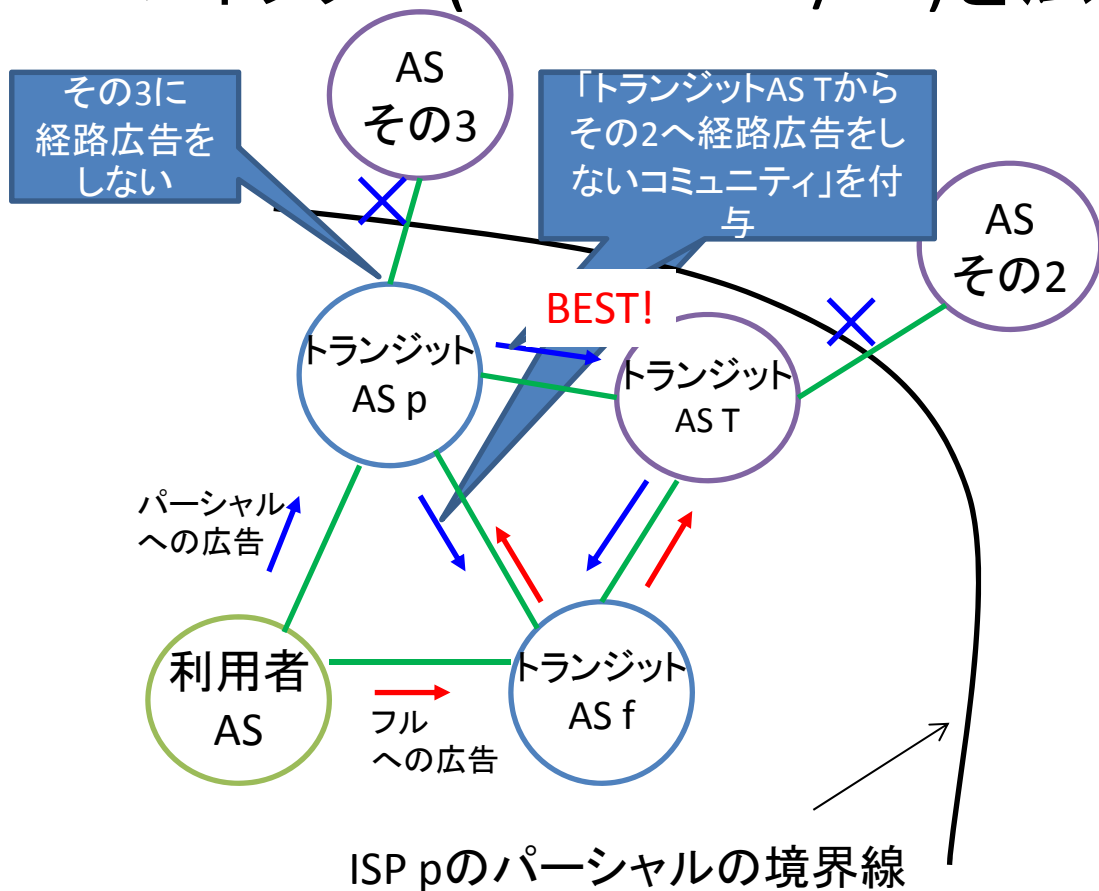 その3に
経路広告を
しない
AS
その3
「トランジットAS Tから
その2へ経路広告をし
ないコミュニティ」を付
与
AS
その2
BEST!
トランジット
AS p
トランジット
AS T
パーシャル
への広告
利用者
AS
フル
への広告
トランジット
AS f
ISP pのパーシャルの境界線